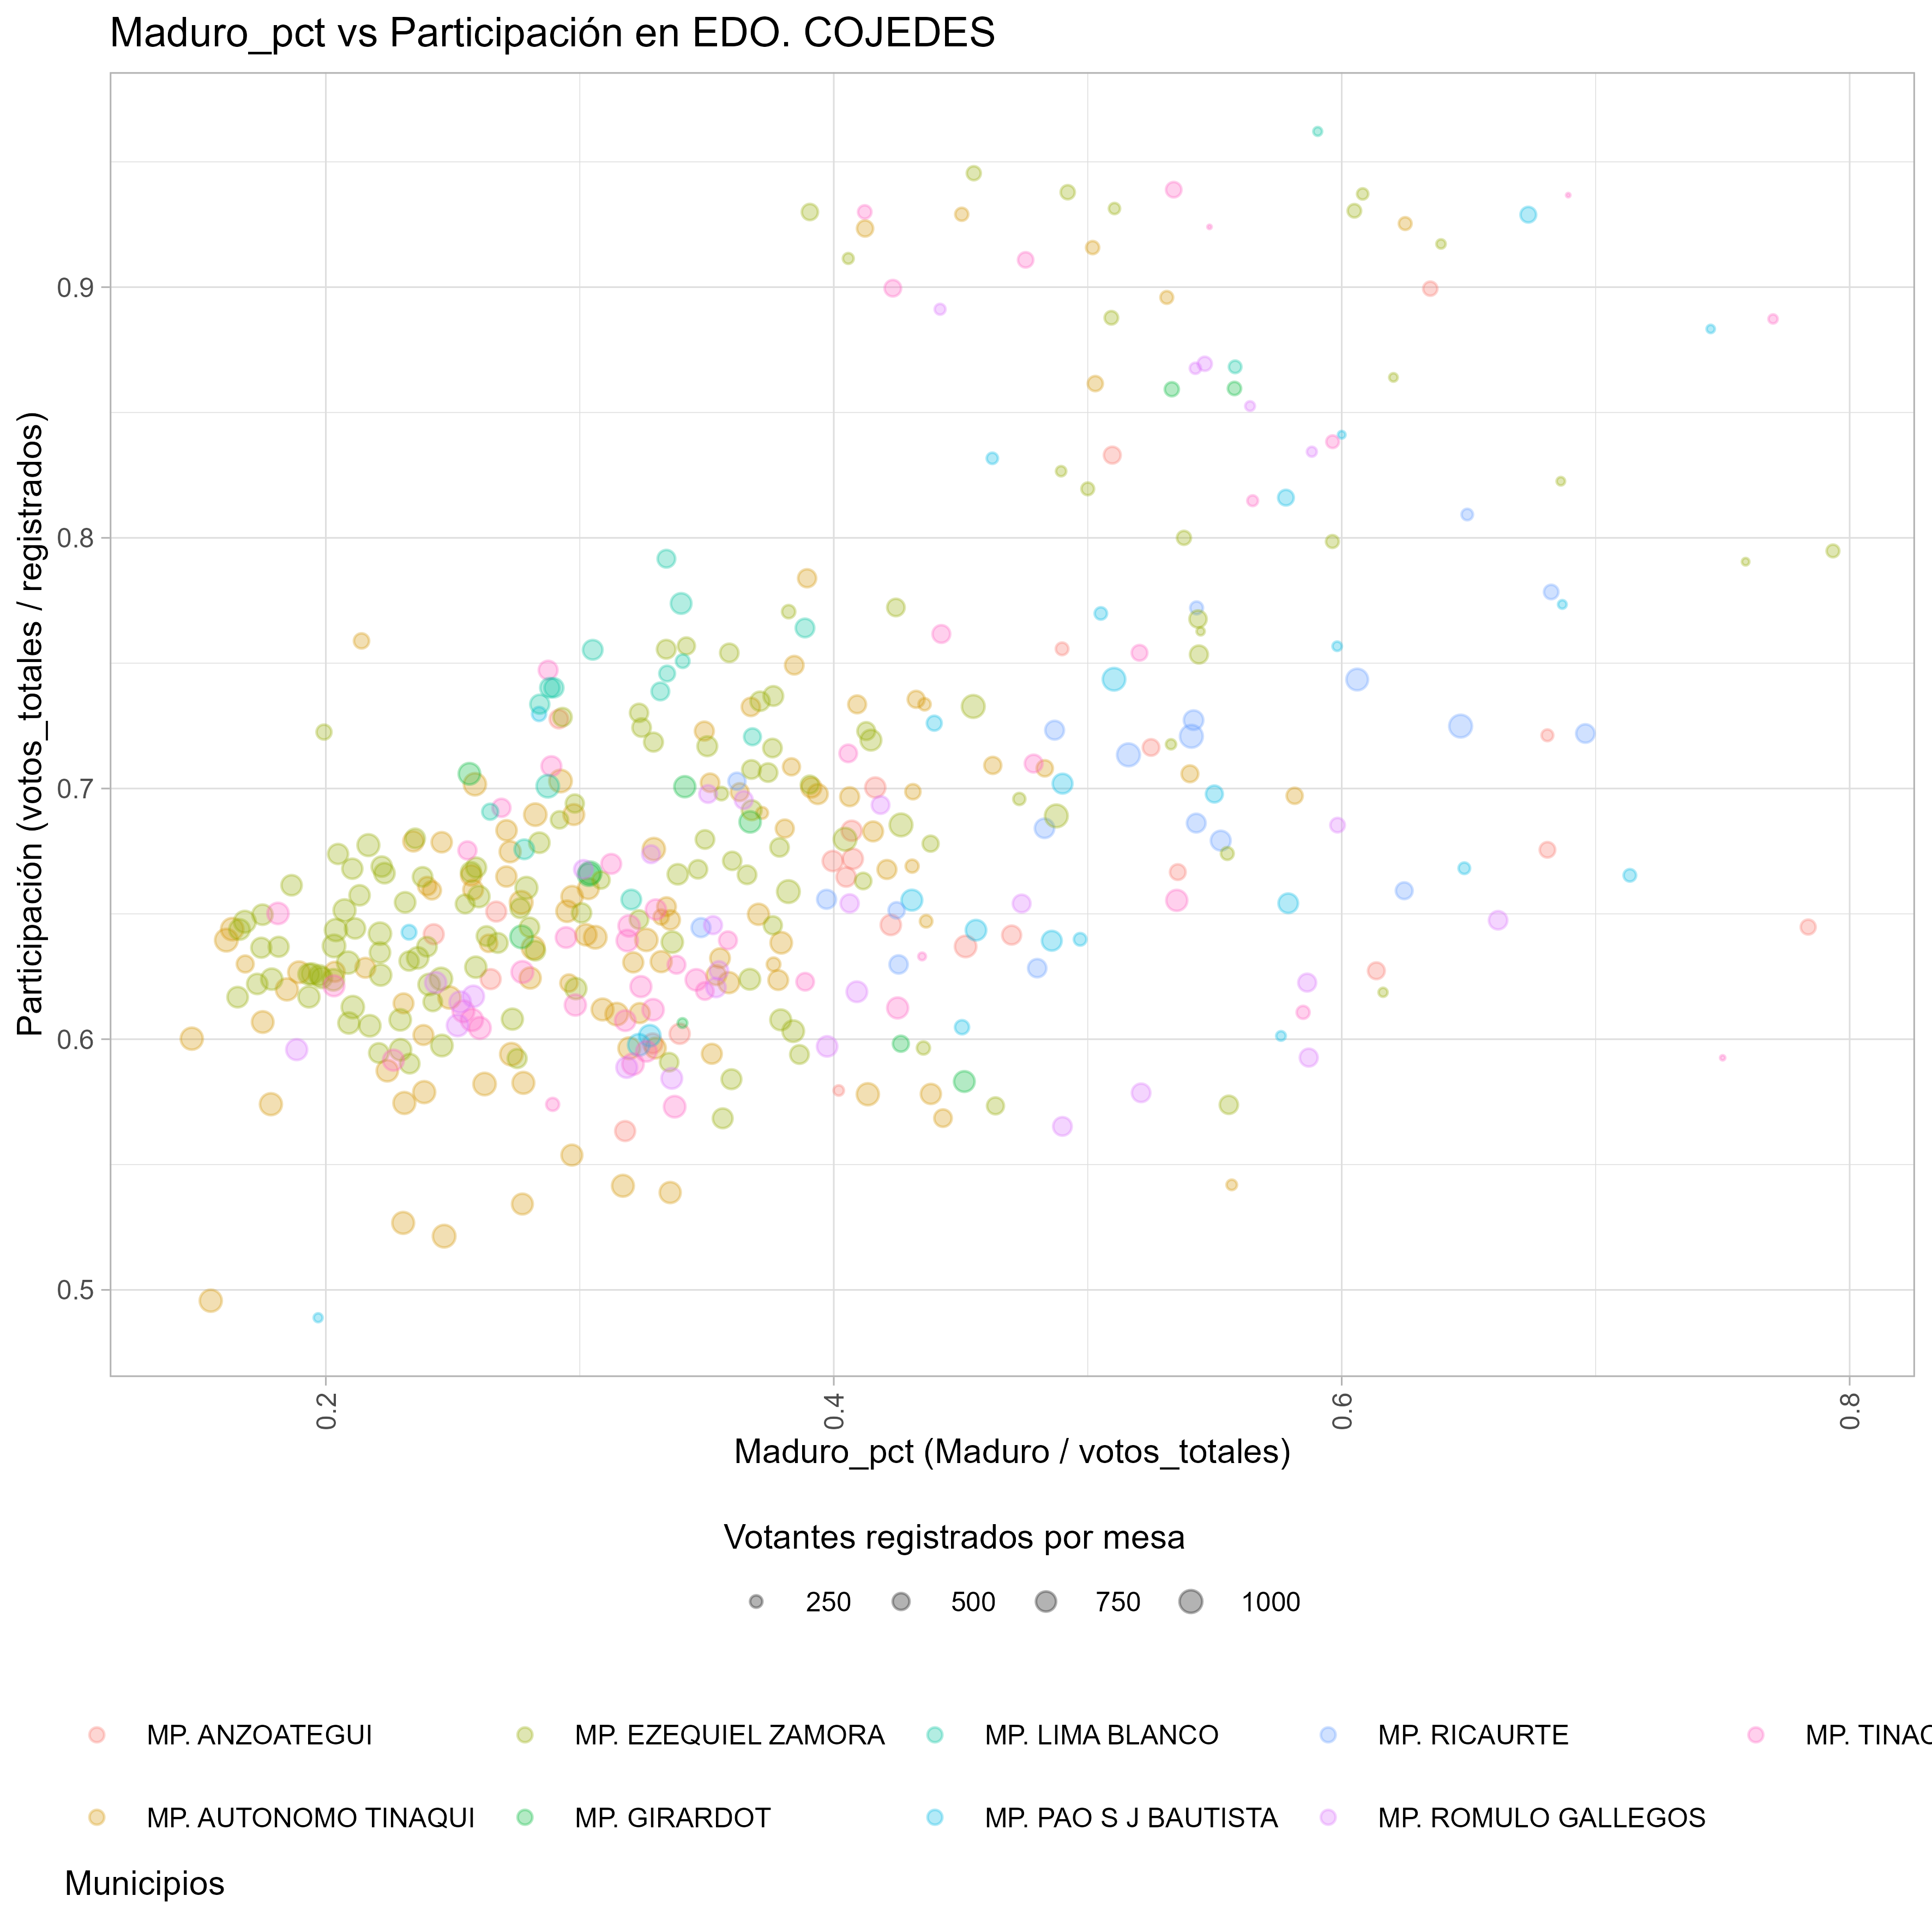 Maduro_pct vs Participación en EDO. COJEDES
Participación (votos_totales / registrados)
0.9
0.8
0.7
0.6
0.5
0.2
0.4
0.6
0.8
Maduro_pct (Maduro / votos_totales)
Votantes registrados por mesa
250 500 750 1000
MP. ANZOATEGUI MP. EZEQUIEL ZAMORA MP. LIMA BLANCO MP. RICAURTE MP. TINAC
MP. AUTONOMO TINAQUI MP. GIRARDOT MP. PAO S J BAUTISTA MP. ROMULO GALLEGOS
Municipios